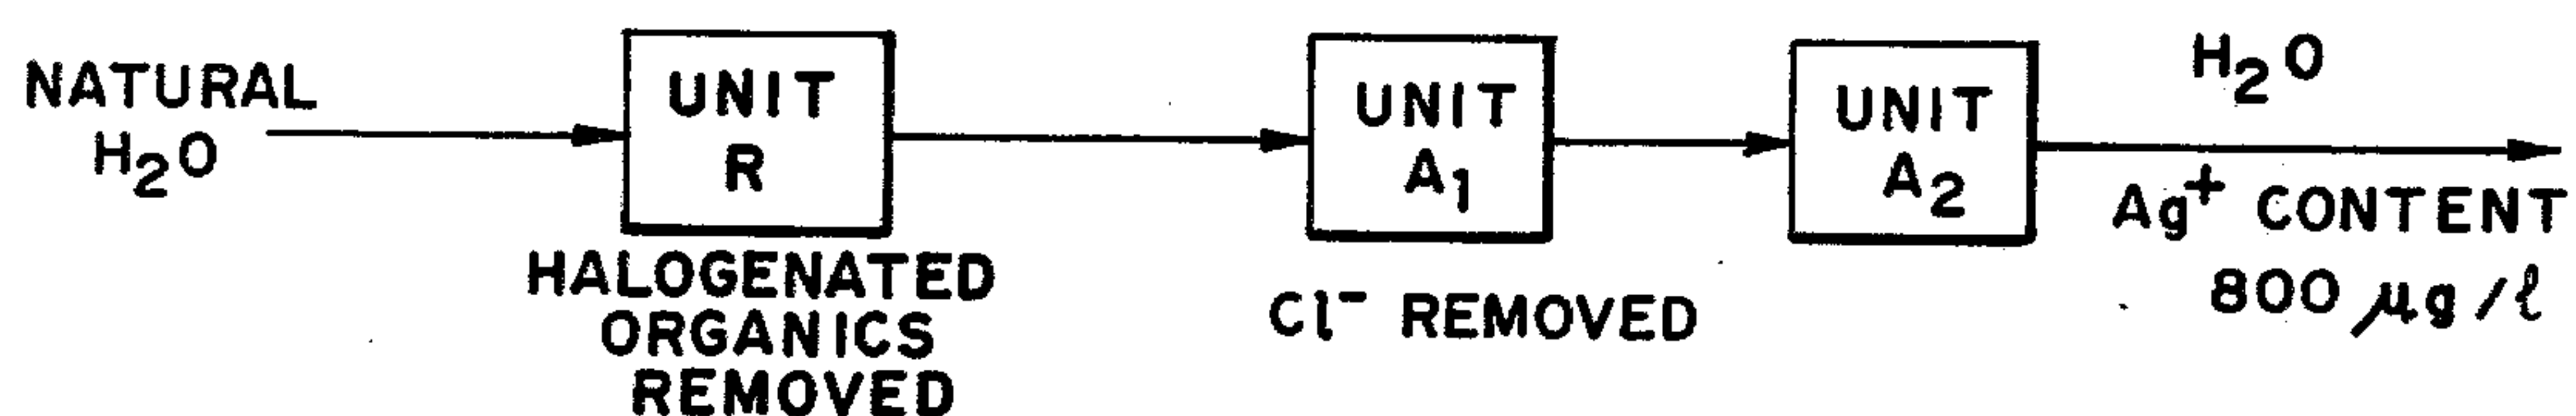 NATURAL
H₂O
UNIT
R
HALOGENATED
ORGANICS
REMOVED
UNIT
A₁
Cl⁻ REMOVED
UNIT
A₂
H₂O
Ag⁺ CONTENT
800 µg/ℓ